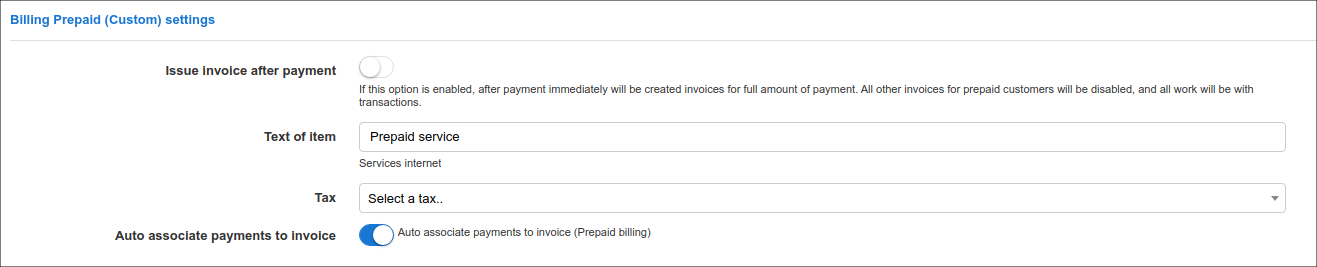 Billing Prepaid (Custom) settings
Issue invoice after payment
If this option is enabled, after payment immediately will be created invoices for full amount of payment. All other invoices for prepaid customers will be disabled, and all work will be with
transactions.
Text of item
Prepaid service
Services internet
Tax
Select a tax..
Auto associate payments to invoice
Auto associate payments to invoice (Prepaid billing)